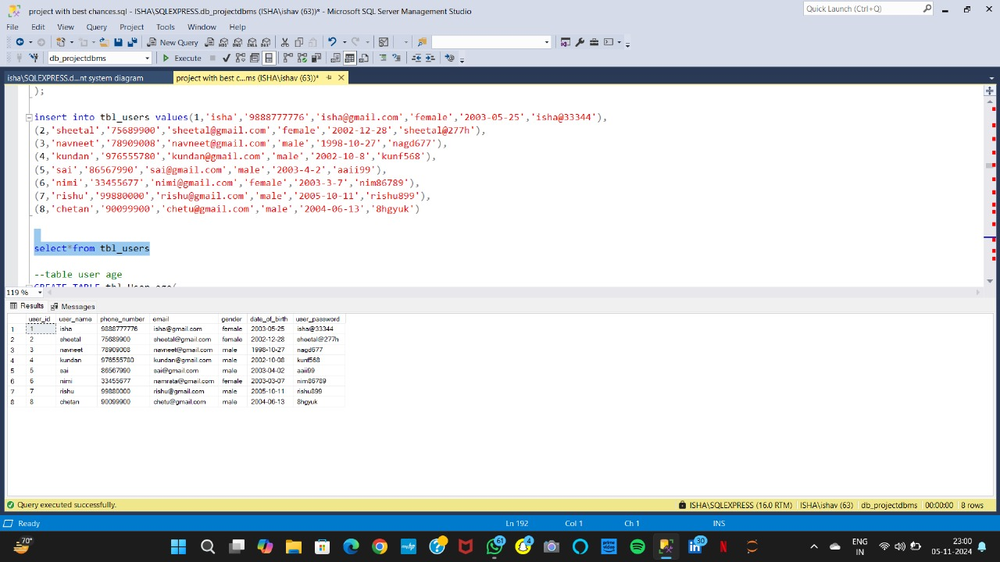 project with best chances.sql - ISHA\SQLEXPRESS.db_projectdbms (ISHA\ishav (63))* - Microsoft SQL Server Management Studio
Quick Launch (Ctrl+Q)
File Edit View Query Project Tools Window Help
New Query
db_projectdbms Execute
isha\SQLEXPRESS.d...nt system diagram project with best c...ms (ISHA\ishav (63))*
);
insert into tbl_users values(1,'isha','9888777776','isha@gmail.com','female','2003-05-25','isha@33344'),
(2,'sheetal','75689900','sheetal@gmail.com','female','2002-12-28','sheetal@277h'),
(3,'navneet','78909008','navneet@gmail.com','male','1998-10-27','nagd677'),
(4,'kundan','976555780','kundan@gmail.com','male','2002-10-8','kunf568'),
(5,'sai','86567990','sai@gmail.com','male','2003-4-2','aaii99'),
(6,'nimi','33455677','nimi@gmail.com','female','2003-3-7','nim86789'),
(7,'rishu','99880000','rishu@gmail.com','male','2005-10-11','rishu899'),
(8,'chetan','90099900','chetu@gmail.com','male','2004-06-13','8hgyuk')
select*from tbl_users
--table user age
CREATE TABLE tbl_User_age(
119 %
Results Messages
user_id user_name phone_number email gender date_of_birth user_password
1 1 isha 9888777776 isha@gmail.com female 2003-05-25 isha@33344
2 2 sheetal 75689900 sheetal@gmail.com female 2002-12-28 sheetal@277h
3 3 navneet 78909008 navneet@gmail.com male 1998-10-27 nagd677
4 4 kundan 976555780 kundan@gmail.com male 2002-10-08 kunf568
5 5 sai 86567990 sai@gmail.com male 2003-04-02 aaii99
6 6 nimi 33455677 namrata@gmail.com female 2003-03-07 nim86789
7 7 rishu 99880000 rishu@gmail.com male 2005-10-11 rishu899
8 8 chetan 90099900 chetu@gmail.com male 2004-06-13 8hgyuk
Query executed successfully. ISHA\SQLEXPRESS (16.0 RTM) ISHA\ishav (63) db_projectdbms 00:00:00 8 rows
Ready Ln 192 Col 1 Ch 1 INS
70° 61 4 30 ENG 23:00
IN 05-11-2024